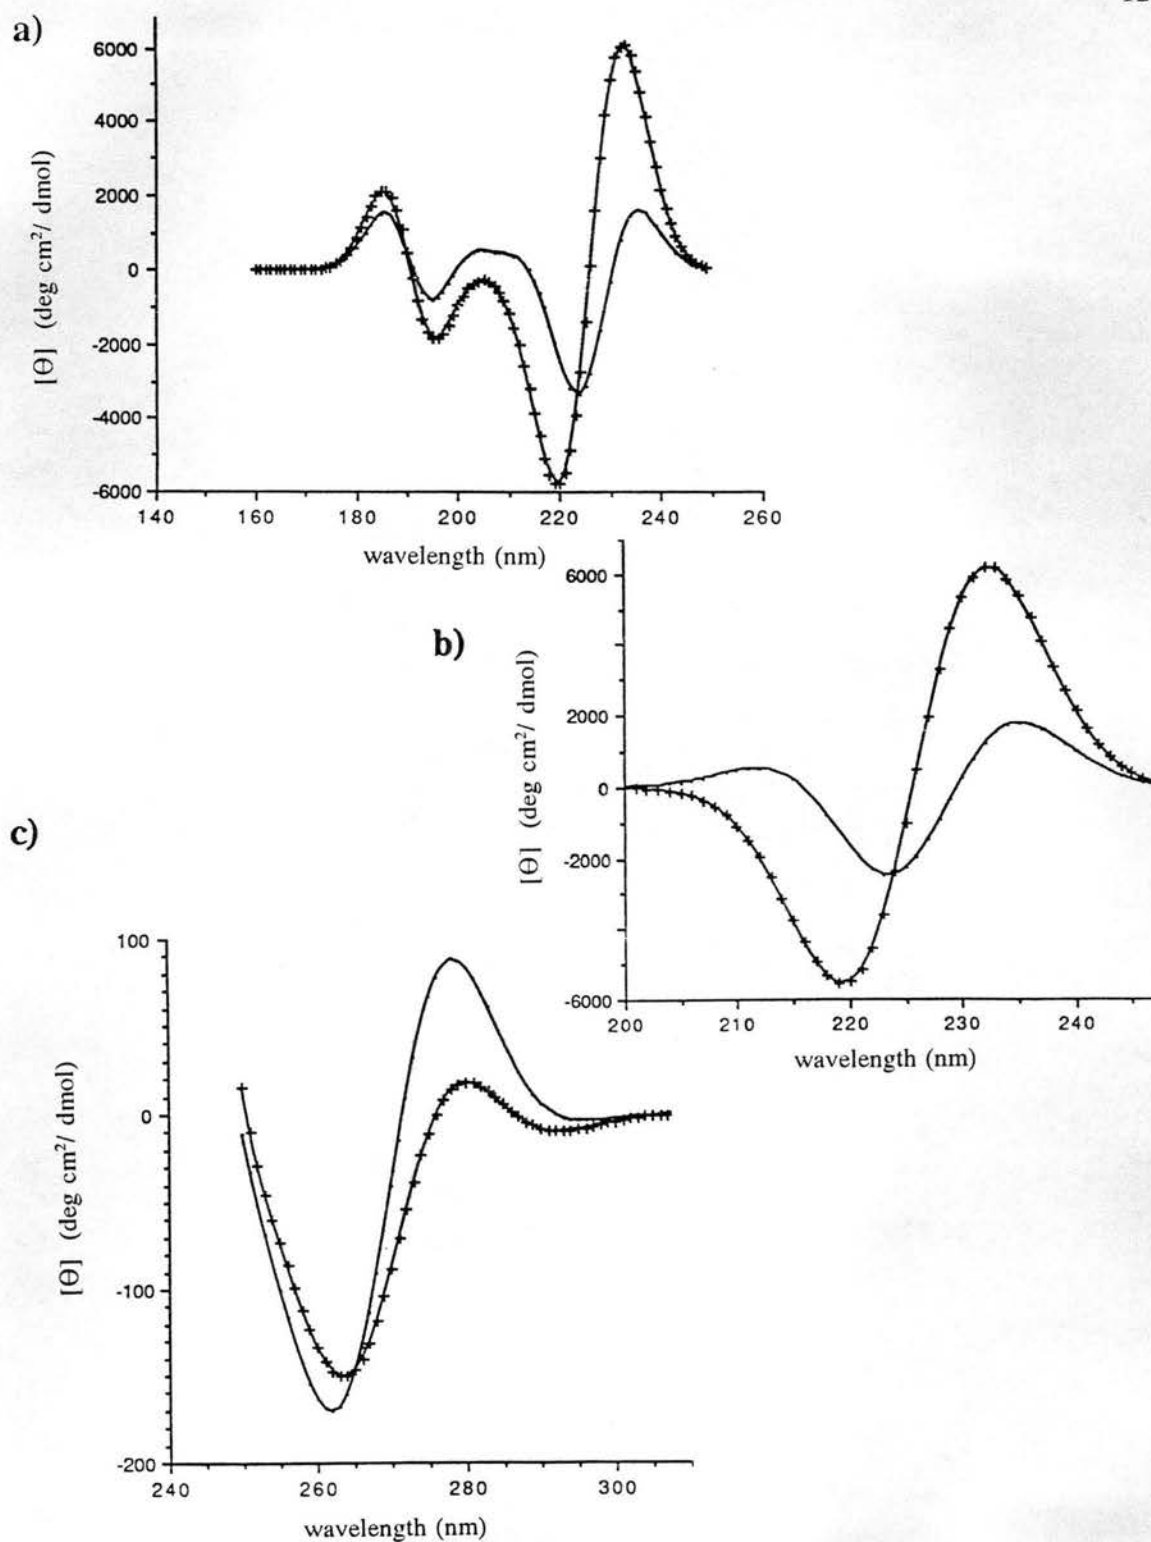 a)
6000
4000
2000
0
-2000
-4000
-6000
[Θ] (deg cm²/ dmol)
140 160 180 200 220 240 260
wavelength (nm)
b)
6000
2000
0
-2000
-6000
[Θ] (deg cm²/ dmol)
200 210 220 230 240
wavelength (nm)
c)
100
0
-100
-200
[Θ] (deg cm²/ dmol)
240 260 280 300
wavelength (nm)